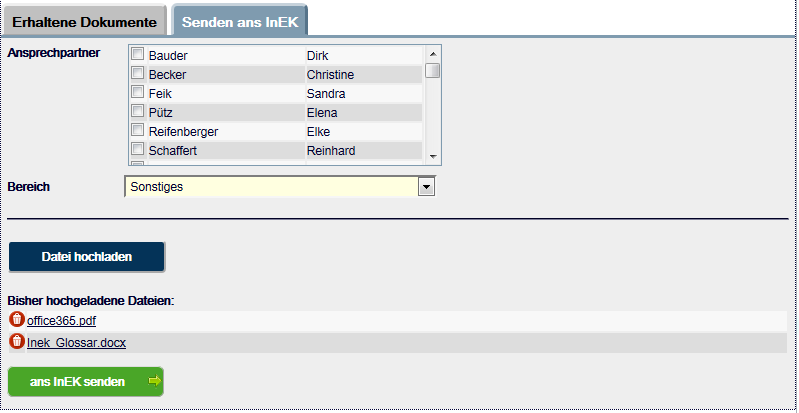 Erhaltene Dokumente Senden ans InEK
Ansprechpartner
Bauder Dirk
Becker Christine
Feik Sandra
Pütz Elena
Reifenberger Elke
Schaffert Reinhard
Bereich Sonstiges
Datei hochladen
Bisher hochgeladene Dateien:
office365.pdf
Inek_Glossar.docx
ans InEK senden